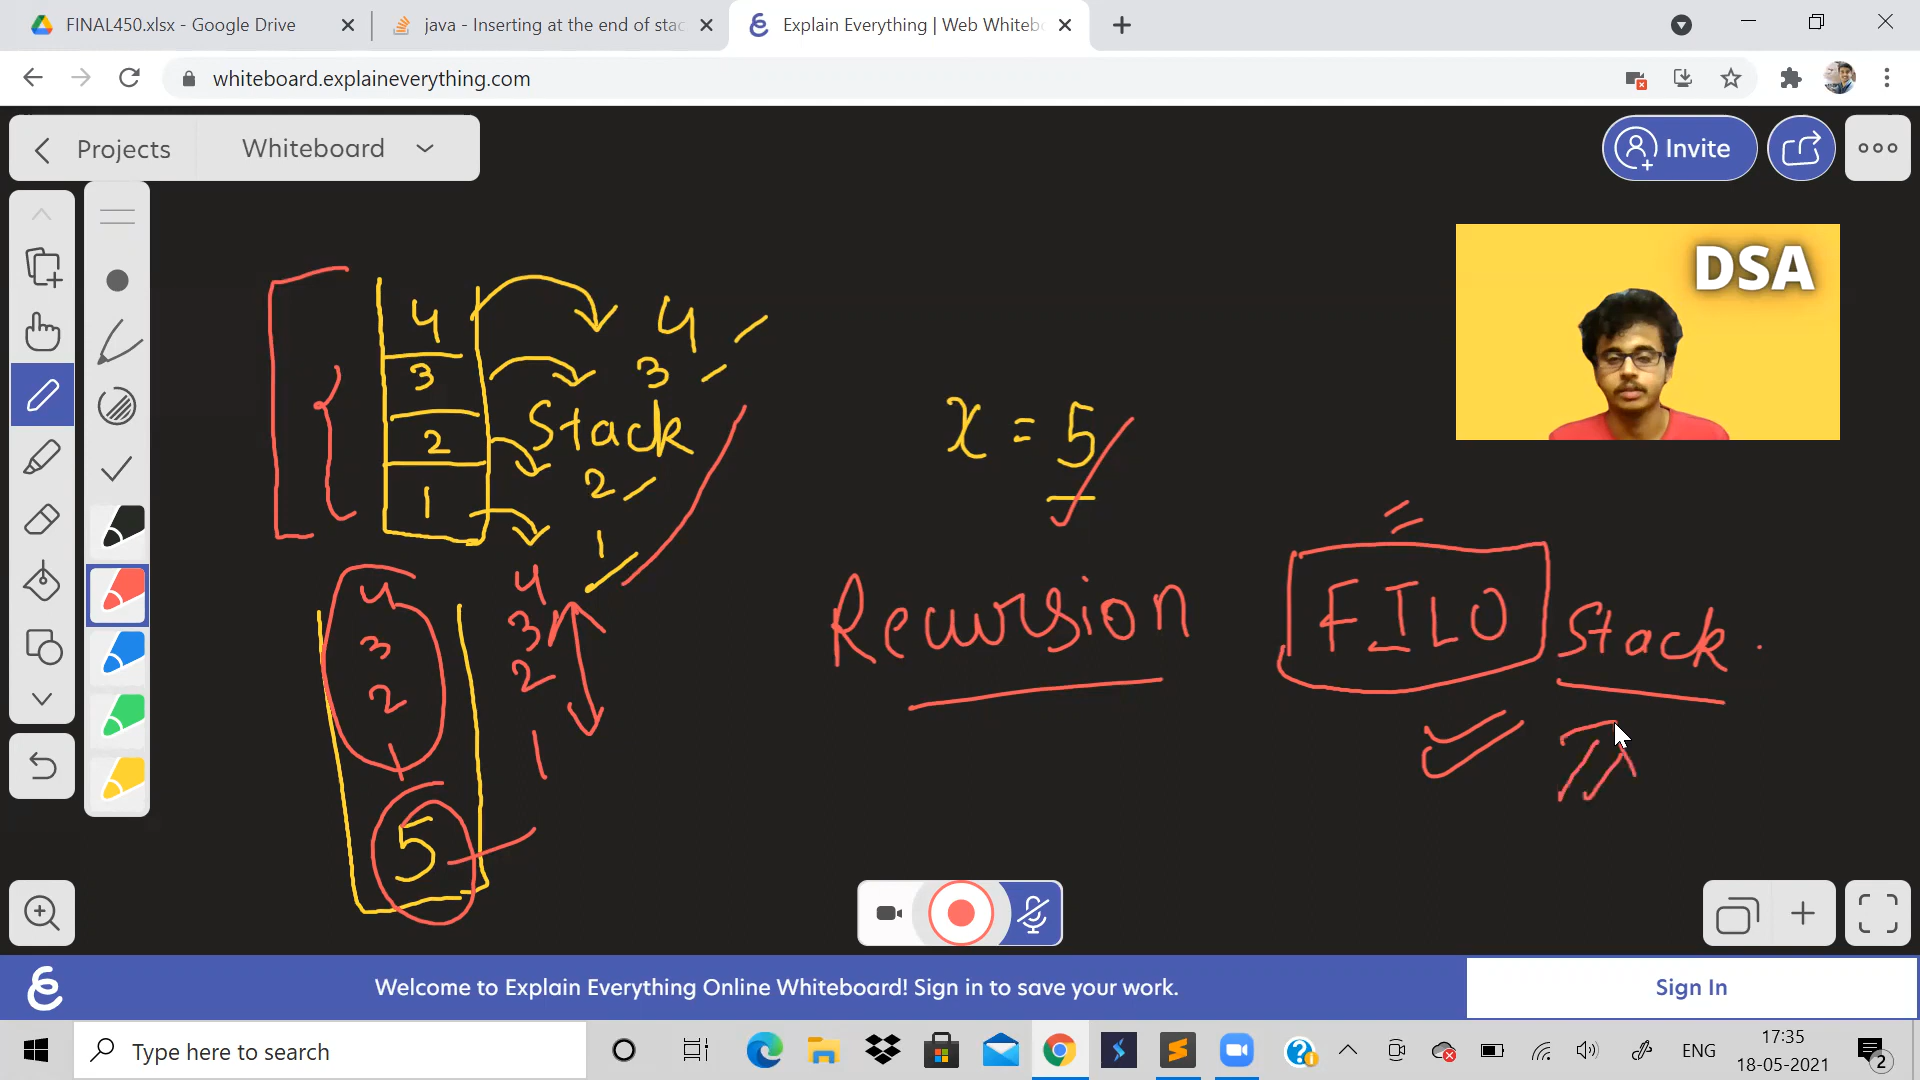 FINAL450.xlsx - Google Drive
java - Inserting at the end of stac
Explain Everything | Web Whitebo
whiteboard.explaineverything.com
Projects
Whiteboard
Invite
DSA
4
3
2
1
4
3
Stack
2
1
x = 5
Recursion
FILO
Stack.
4
3
2
1
4
3
2
1
5
Welcome to Explain Everything Online Whiteboard! Sign in to save your work.
Sign In
Type here to search
ENG
17:35
18-05-2021
2